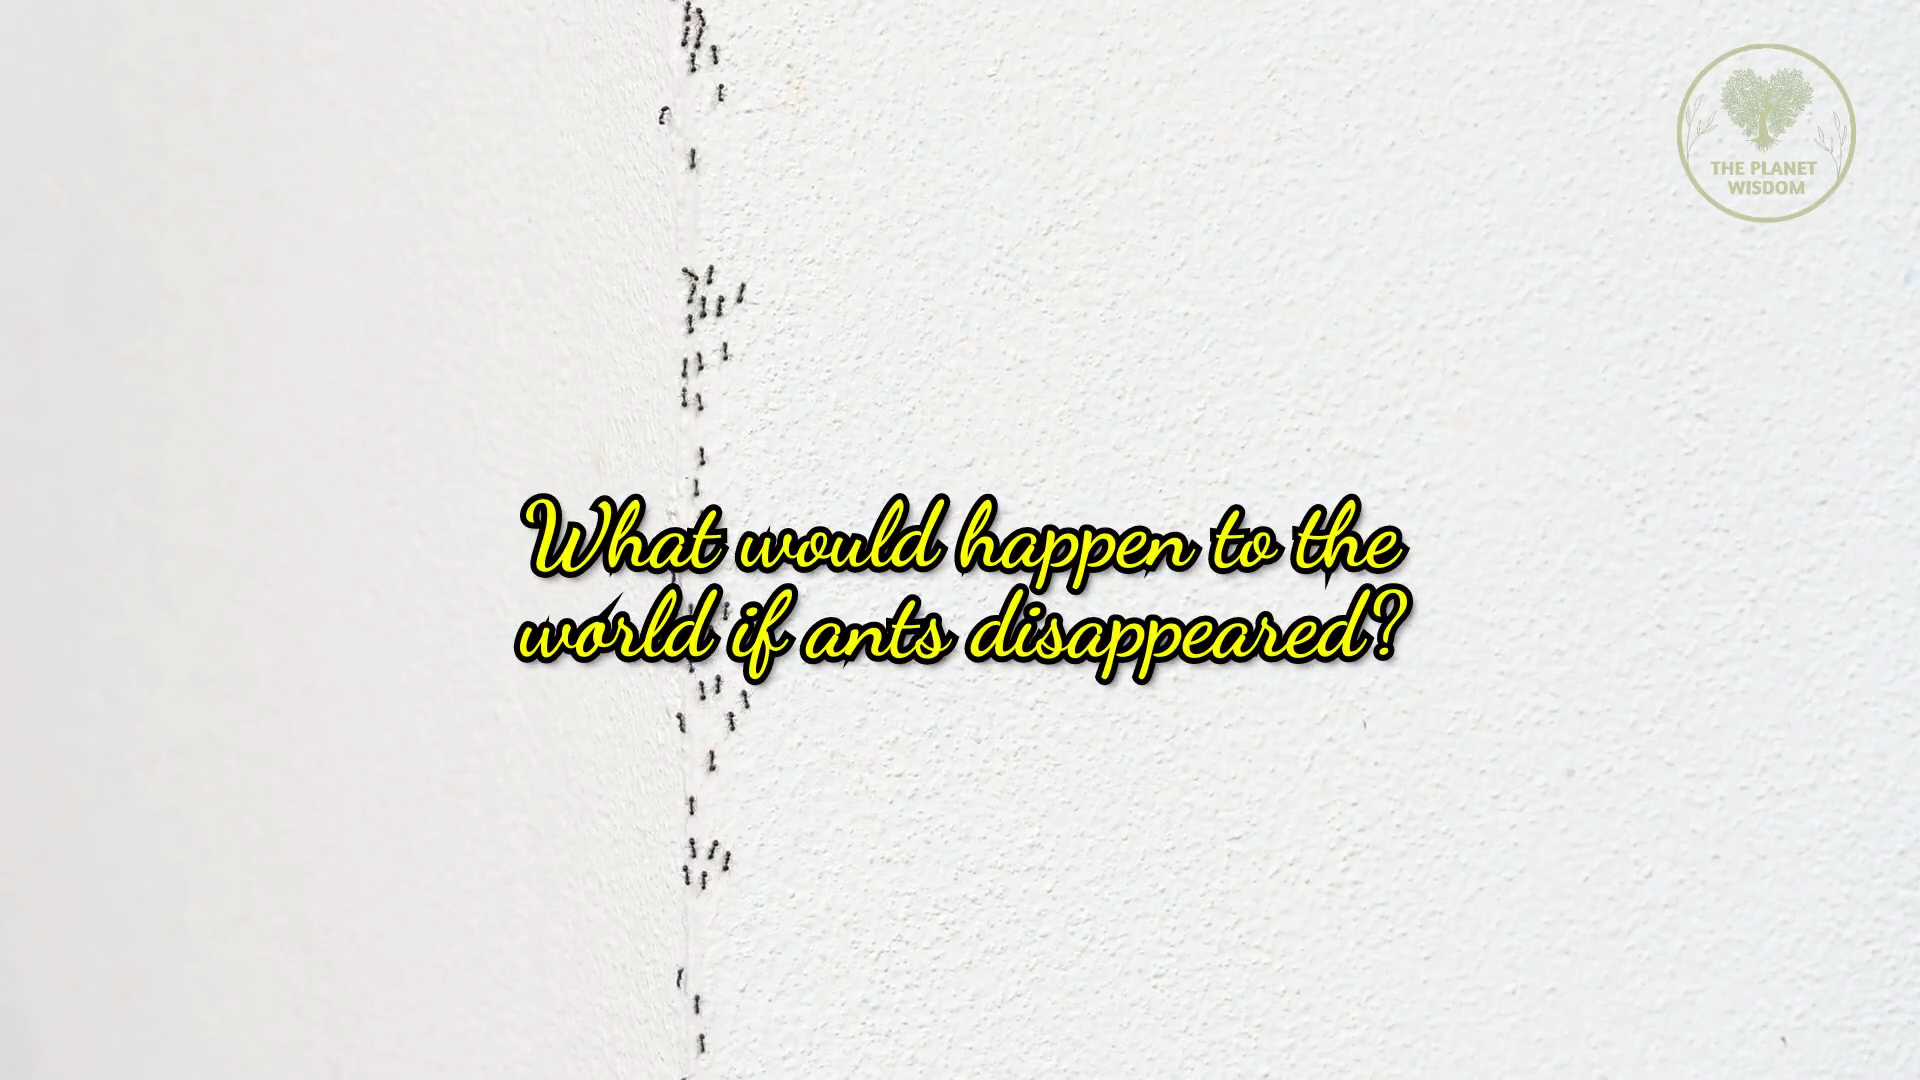 THE PLANET
WISDOM
What would happen to the
world if ants disappeared?